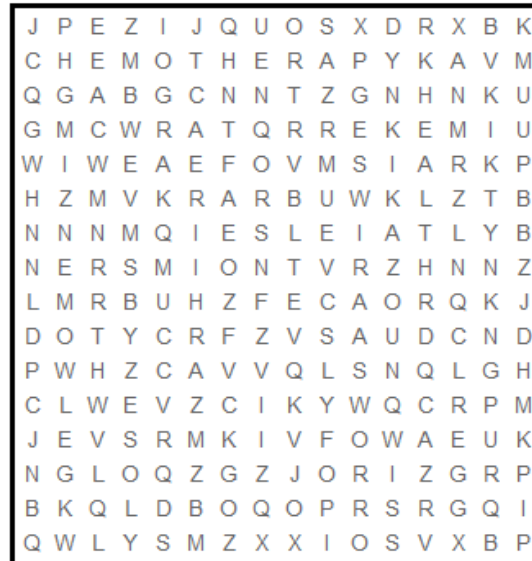 J P E Z I J Q U O S X D R X B K
C H E M O T H E R A P Y K A V M
Q G A B G C N N T Z G N H N K U
G M C W R A T Q R R E K E M I U
W I W E A E F O V M S I A R K P
H Z M V K R A R B U W K L Z T B
N N N M Q I E S L E I A T L Y B
N E R S M I O N T V R Z H N N Z
L M R B U H Z F E C A O R Q K J
D O T Y C R F Z V S A U D C N D
P W H Z C A V V Q L S N Q L G H
C L W E V Z C I K Y W Q C R P M
J E V S R M K I V F O W A E U K
N G L O Q Z G Z J O R I Z G R P
B K Q L D B O Q O P R S R G Q I
Q W L Y S M Z X X I O S V X B P